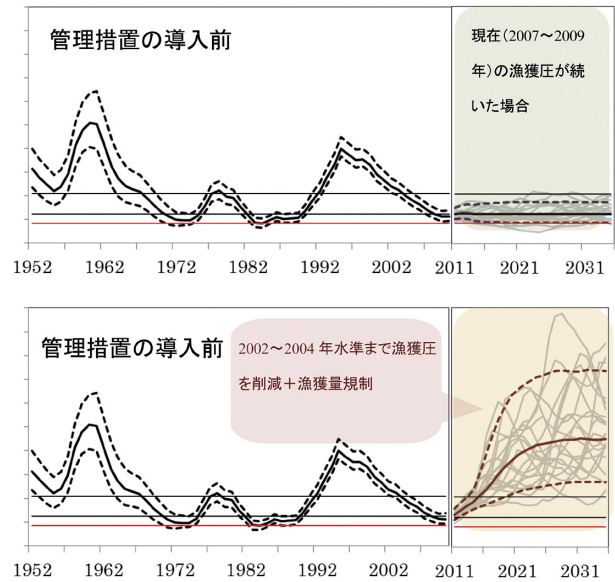 管理措置の導入前
現在(2007～2009
年)の漁獲圧が続
いた場合
1952 1962 1972 1982 1992 2002 2011 2021 2031
管理措置の導入前
2002～2004 年水準まで漁獲圧
を削減＋漁獲量規制
1952 1962 1972 1982 1992 2002 2011 2021 2031